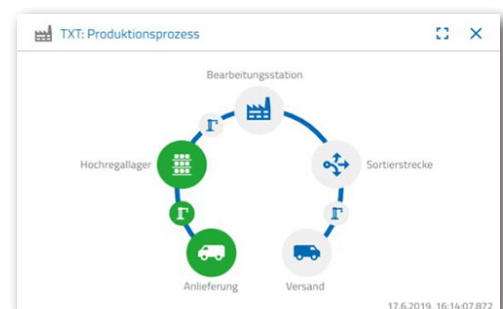 TXT: Produktionsprozess
Bearbeitungsstation
Hochregallager
Sortierstrecke
Anlieferung
Versand
17.6.2019, 16:14:07.872